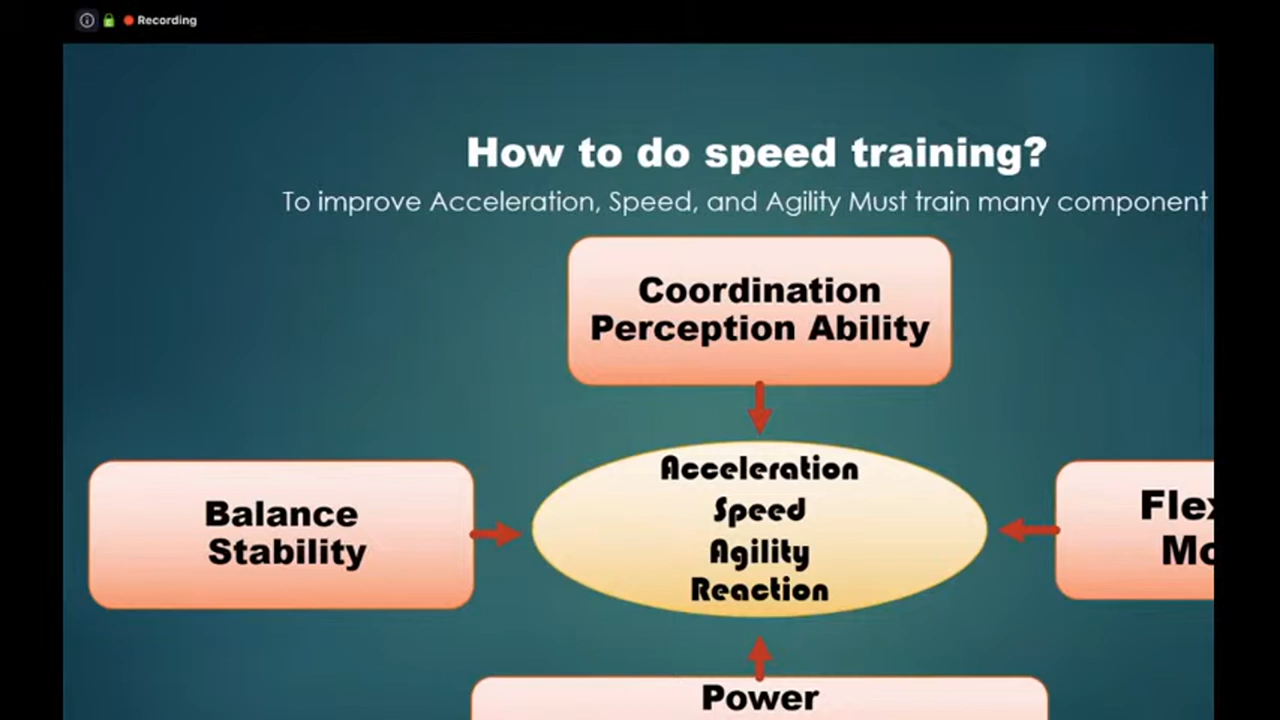 Recording
How to do speed training?
To improve Acceleration, Speed, and Agility Must train many component
Coordination
Perception Ability
Acceleration
Speed
Agility
Reaction
Balance
Stability
Power